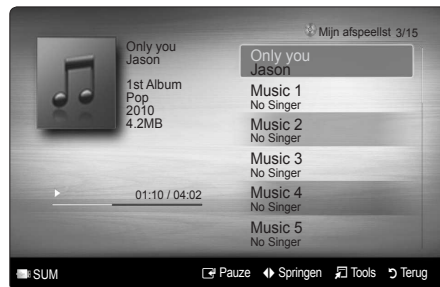 Mijn afspeellst 3/15
Only you
Jason
1st Album
Pop
2010
4.2MB
01:10 / 04:02
Only you
Jason
Music 1
No Singer
Music 2
No Singer
Music 3
No Singer
Music 4
No Singer
Music 5
No Singer
SUM
Pauze Springen Tools Terug